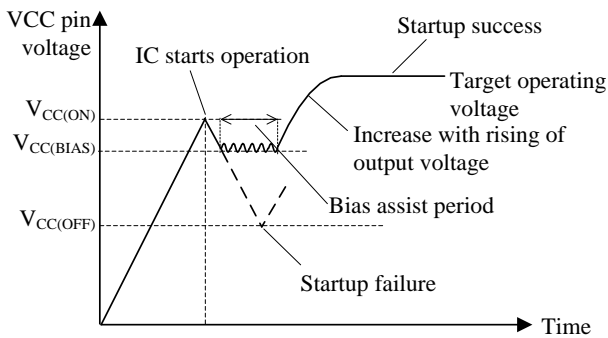 VCC pin
voltage
Startup success
IC starts operation
Target operating
voltage
VCC(ON)
Increase with rising of
output voltage
VCC(BIAS)
Bias assist period
VCC(OFF)
Startup failure
Time